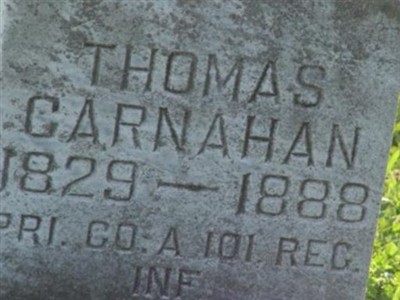 THOMAS
CARNAHAN
1829 — 1888
PRI. CO. A 101. REG.
INF